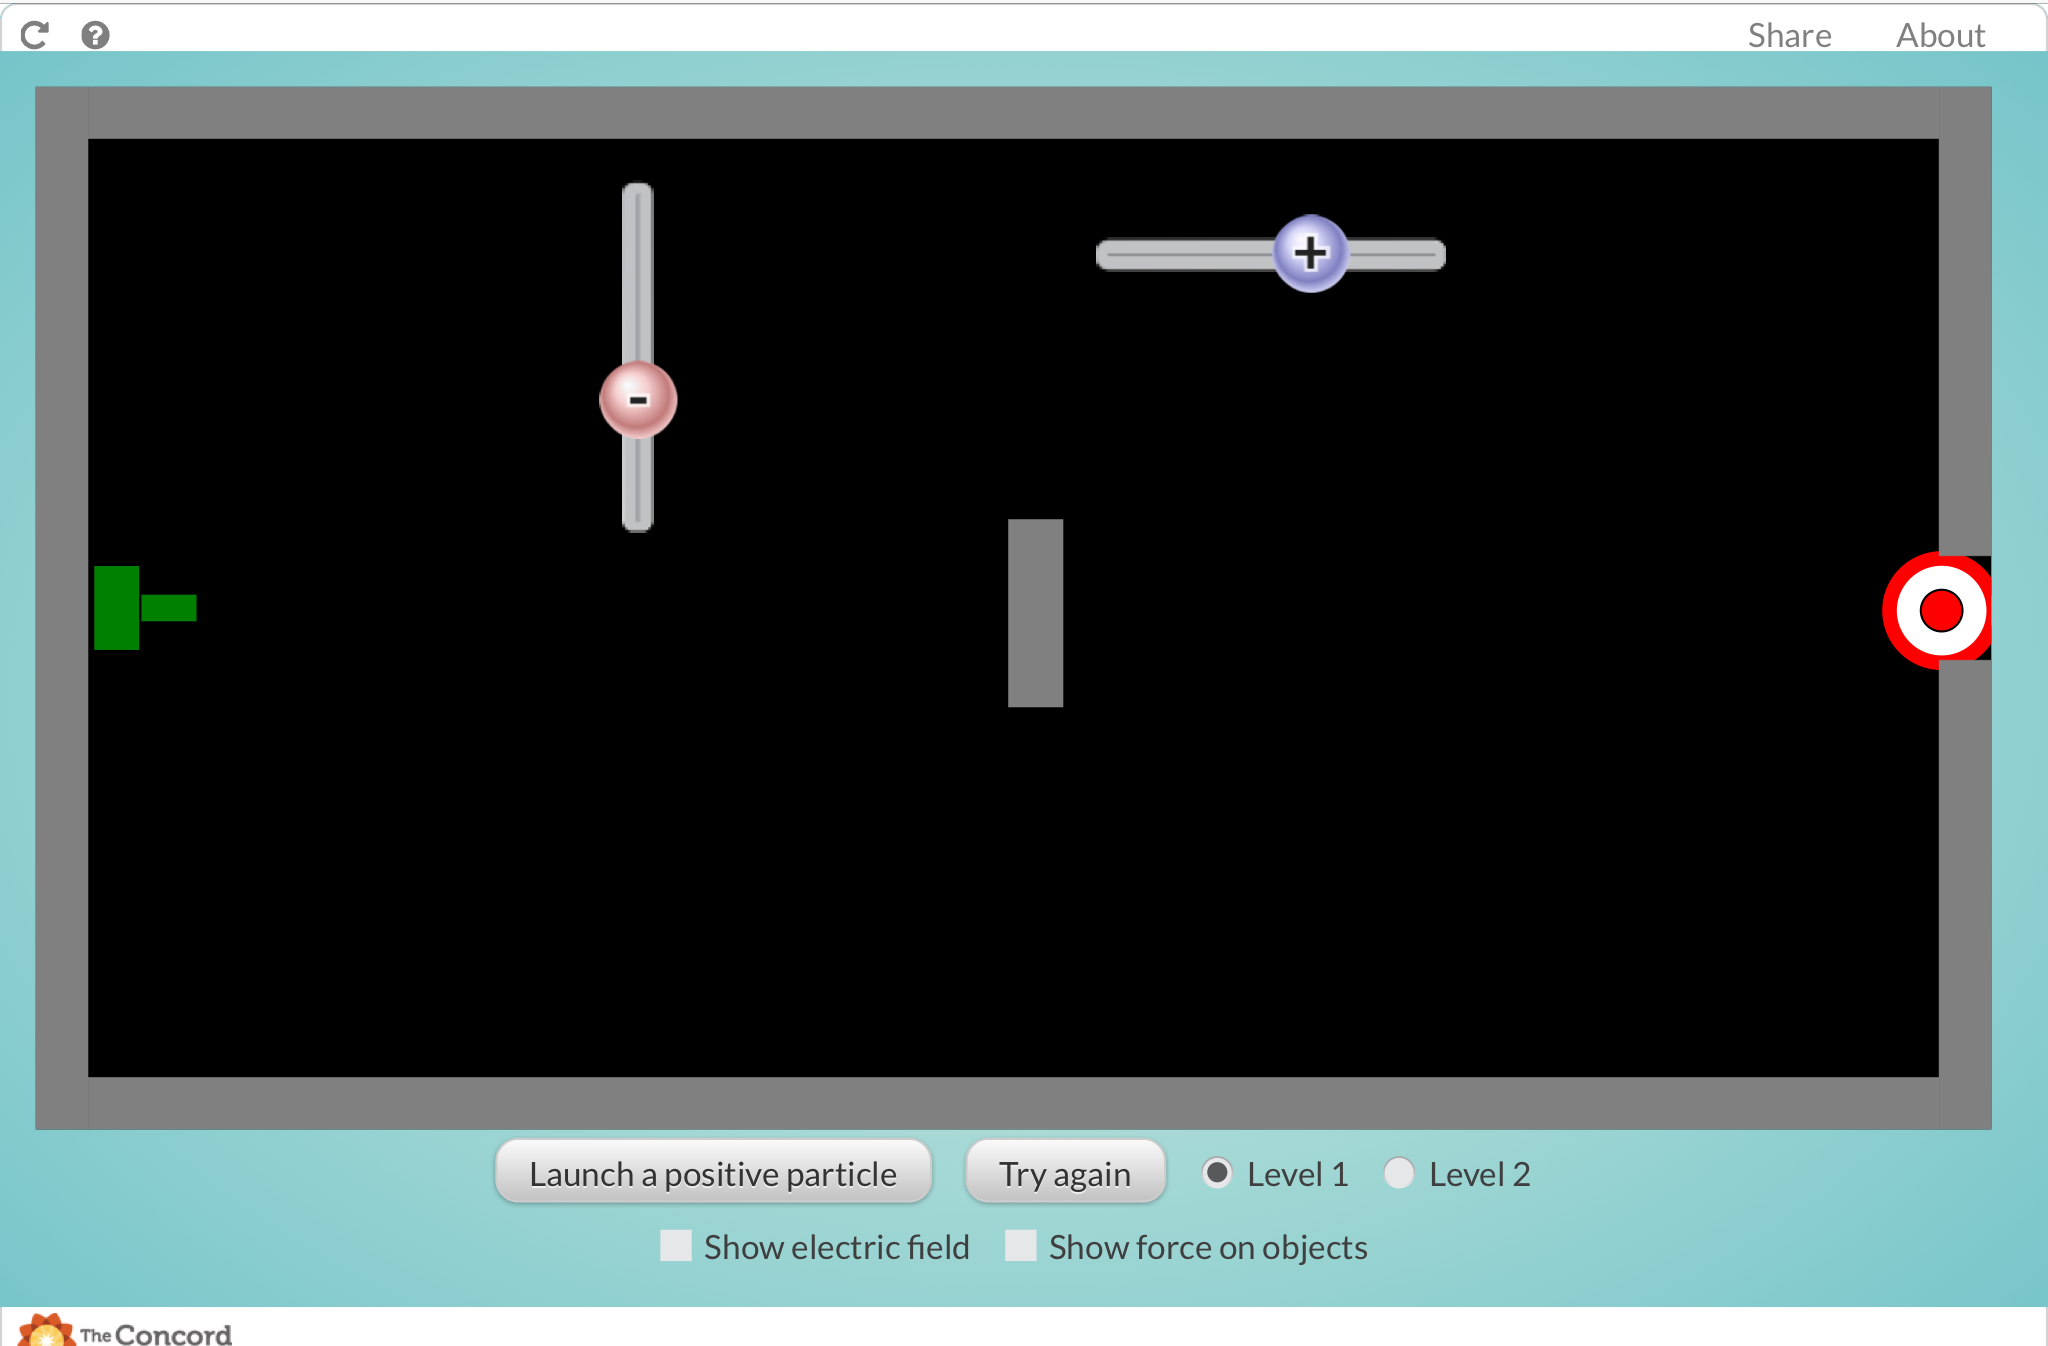 Share About
+
-
Launch a positive particle Try again Level 1 Level 2
Show electric field Show force on objects
The Concord